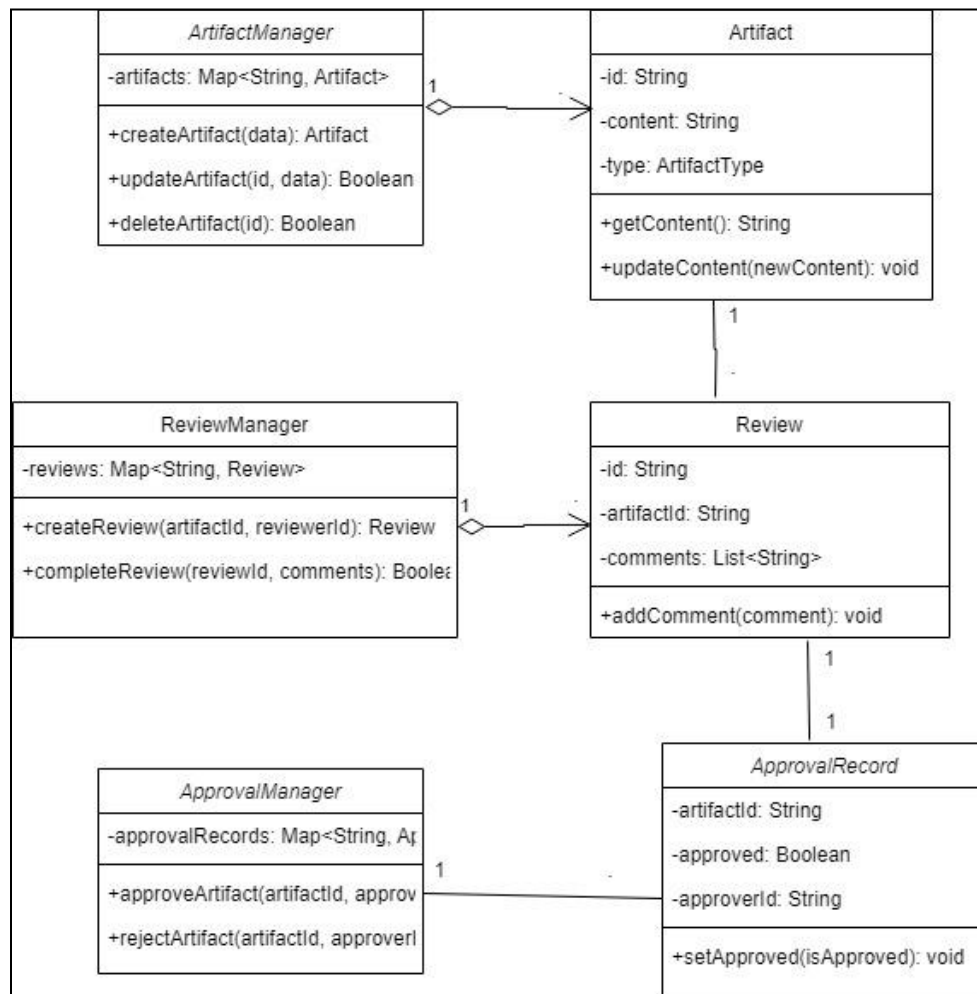 ArtifactManager
-artifacts: Map<String, Artifact>
+createArtifact(data): Artifact
+updateArtifact(id, data): Boolean
+deleteArtifact(id): Boolean
1
Artifact
-id: String
-content: String
-type: ArtifactType
+getContent(): String
+updateContent(newContent): void
1
ReviewManager
-reviews: Map<String, Review>
+createReview(artifactId, reviewerId): Review
+completeReview(reviewId, comments): Boolea
1
Review
-id: String
-artifactId: String
-comments: List<String>
+addComment(comment): void
1
1
ApprovalManager
-approvalRecords: Map<String, Ap
+approveArtifact(artifactId, approv
+rejectArtifact(artifactId, approverI
1
ApprovalRecord
-artifactId: String
-approved: Boolean
-approverId: String
+setApproved(isApproved): void